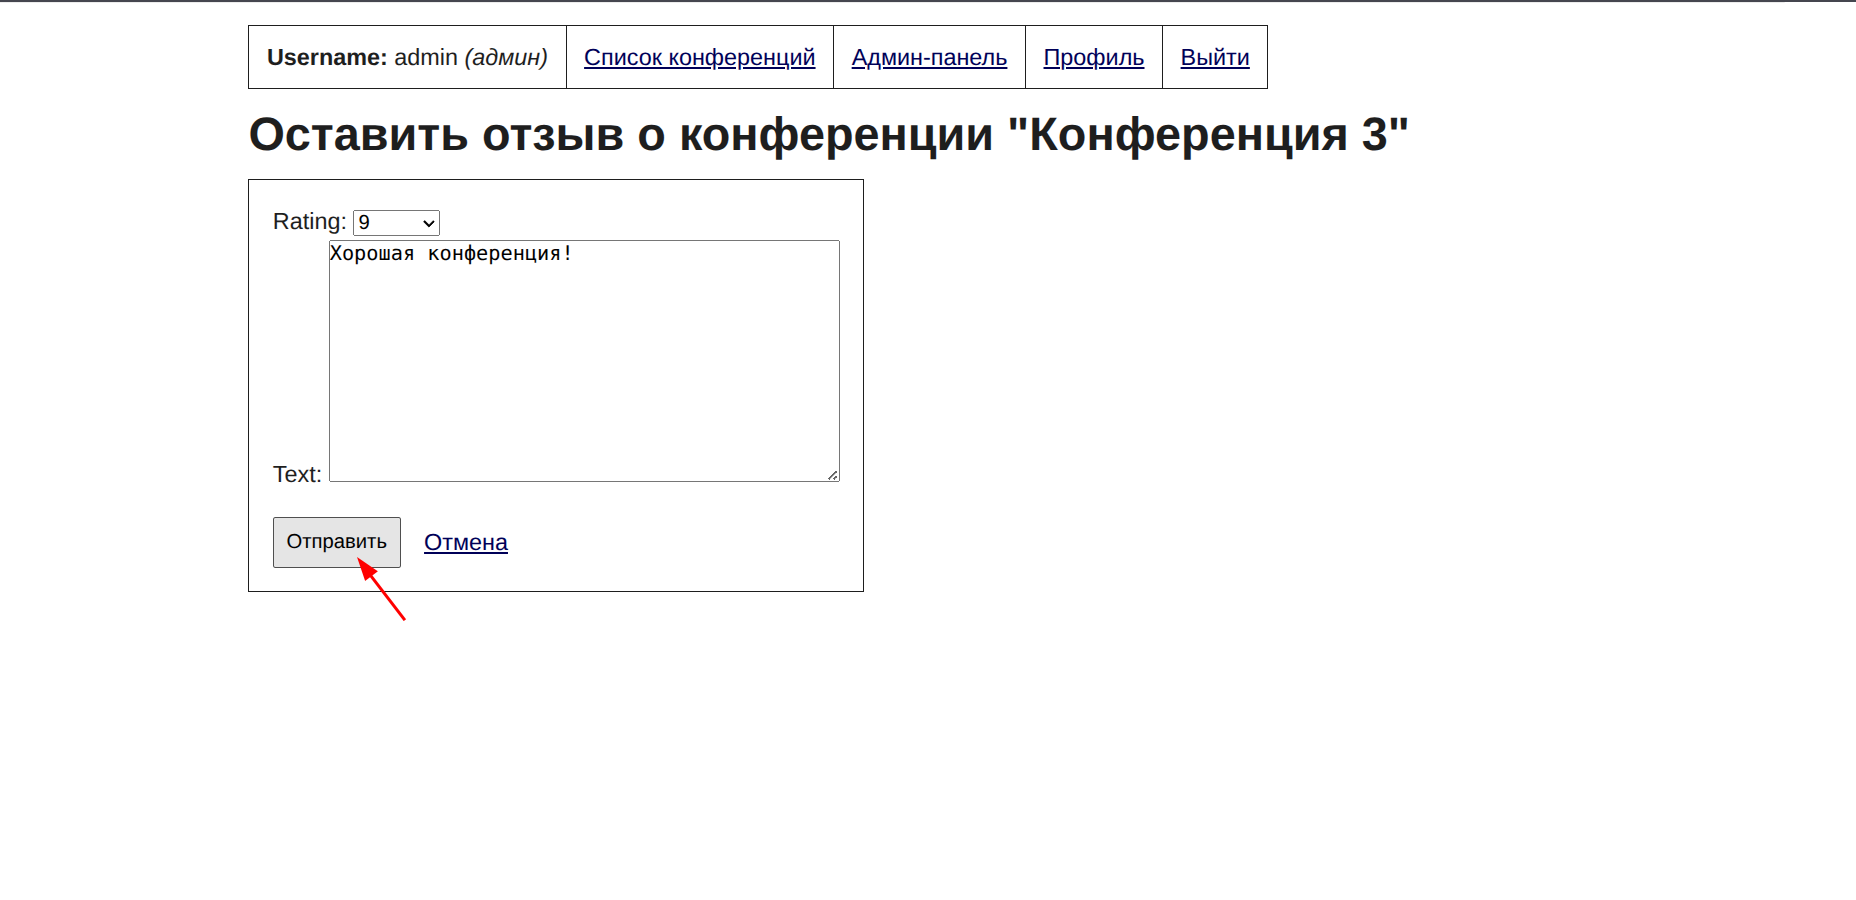 Username: admin (админ) Список конференций Админ-панель Профиль Выйти
Оставить отзыв о конференции "Конференция 3"
Rating: 9
Хорошая конференция!
Text:
Отправить Отмена